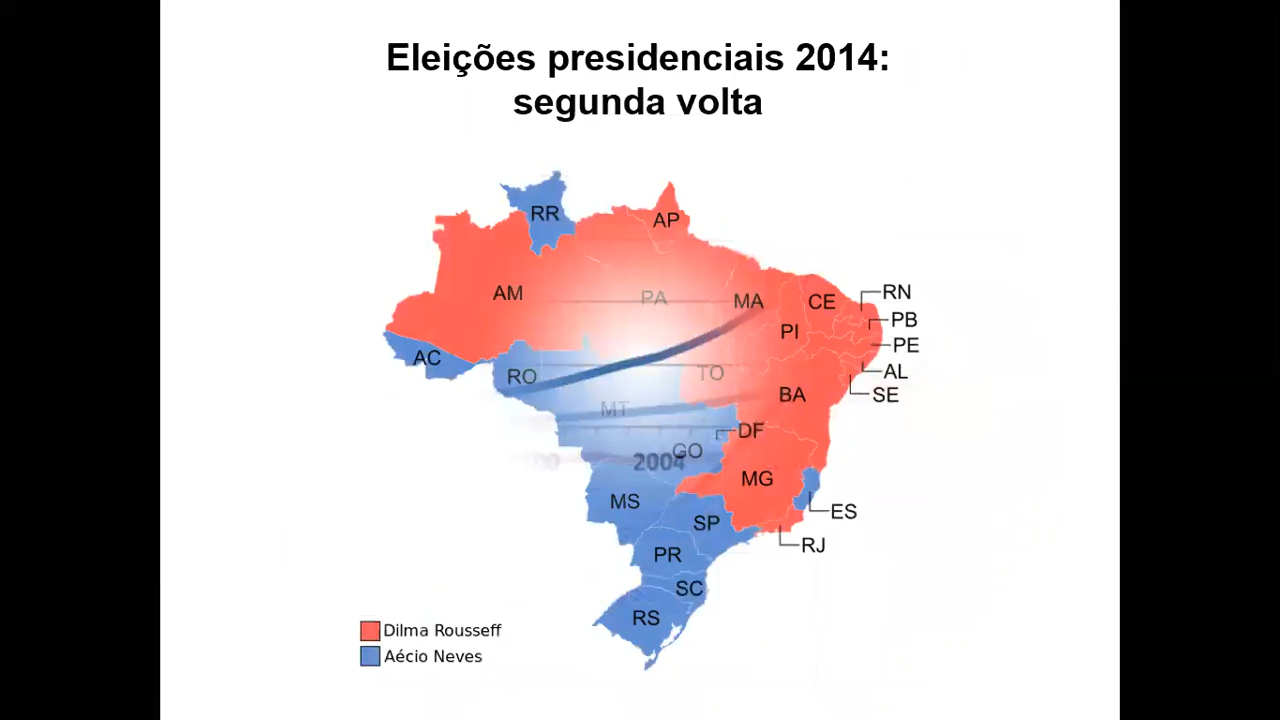 Eleições presidenciais 2014:
segunda volta
RR
AP
AM
PA
MA
CE
RN
PI
PB
PE
AC
RO
TO
AL
BA
SE
MT
DF
GO
2004
MG
MS
ES
SP
RJ
PR
SC
RS
Dilma Rousseff
Aécio Neves